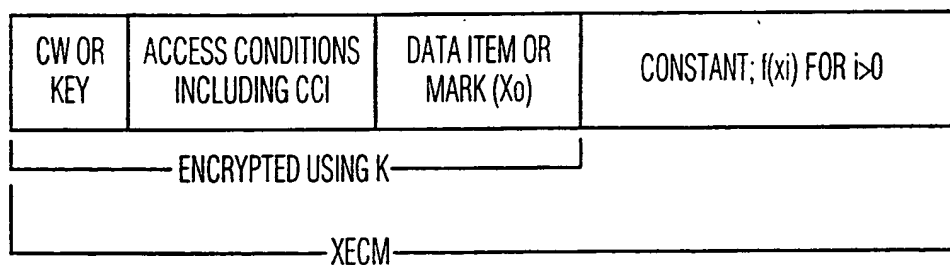 CW OR
KEY
ACCESS CONDITIONS
INCLUDING CCI
DATA ITEM OR
MARK (Xo)
CONSTANT; f(xi) FOR i>0
ENCRYPTED USING K
XECM